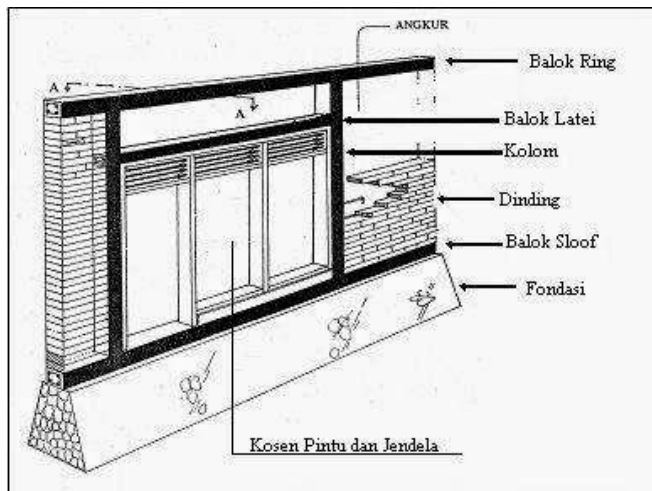 ANGKUR
Balok Ring
A
A
Balok Latei
Kolom
Dinding
Balok Sloof
Fondasi
Kosen Pintu dan Jendela